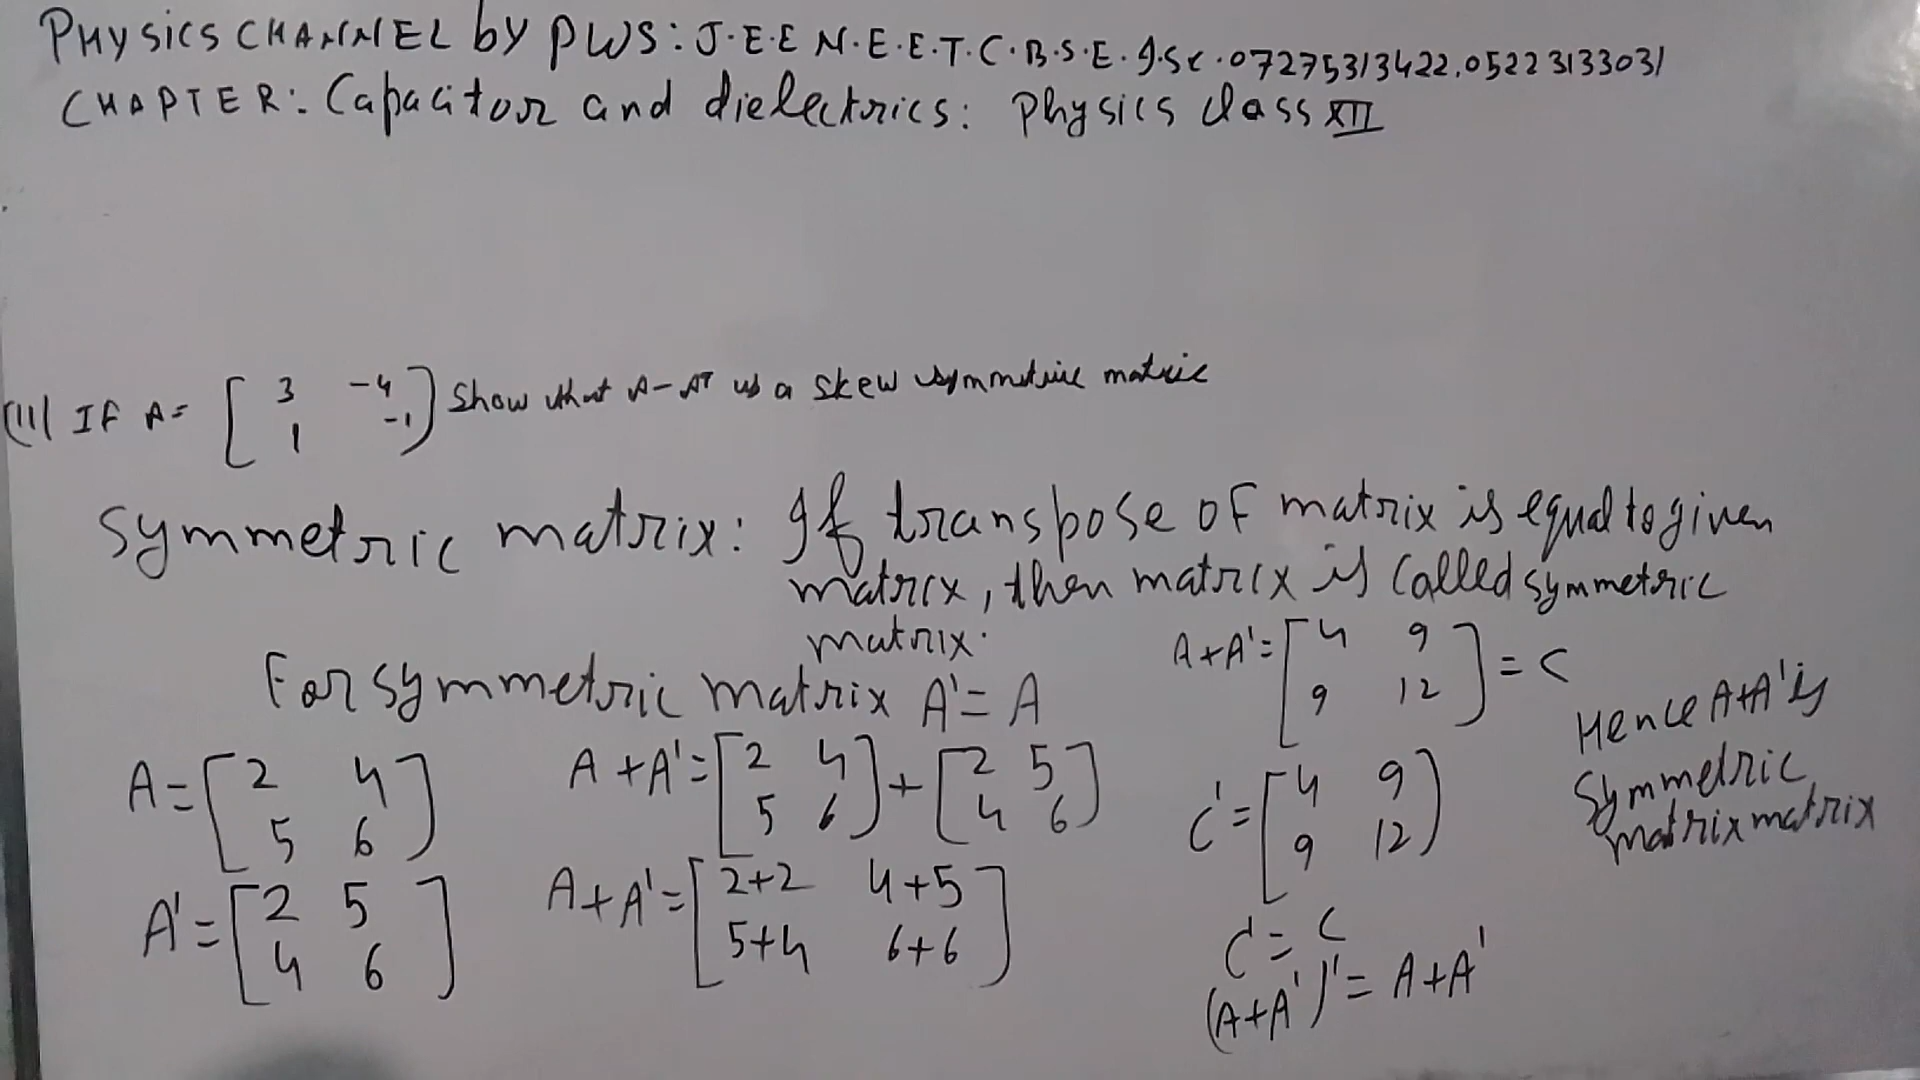 PHYSICS CHANNEL by PWS: J.E.E N.E.E.T.C.B.S.E. I.SC .07275313422,05223133031
CHAPTER: Capacitor and dielectrics: Physics class XII
(11) If A= [ 3 -4
1 -1 ] Show that A-AT is a skew symmetric matric
Symmetric matrix: If transpose of matrix is equal to given
matrix, then matrix is called symmetric
matrix.
For symmetric matrix A'= A
A=[ 2 4
5 6 ]
A'=[ 2 5
4 6 ]
A+A'=[ 2 4
5 6 ]+[ 2 5
4 6 ]
A+A'=[ 2+2 4+5
5+4 6+6 ]
A+A'=[ 4 9
9 12 ]=C
C'=[ 4 9
9 12 ]
C'= C
(A+A')'= A+A'
Hence A+A' is
Symmetric
matrix matrix